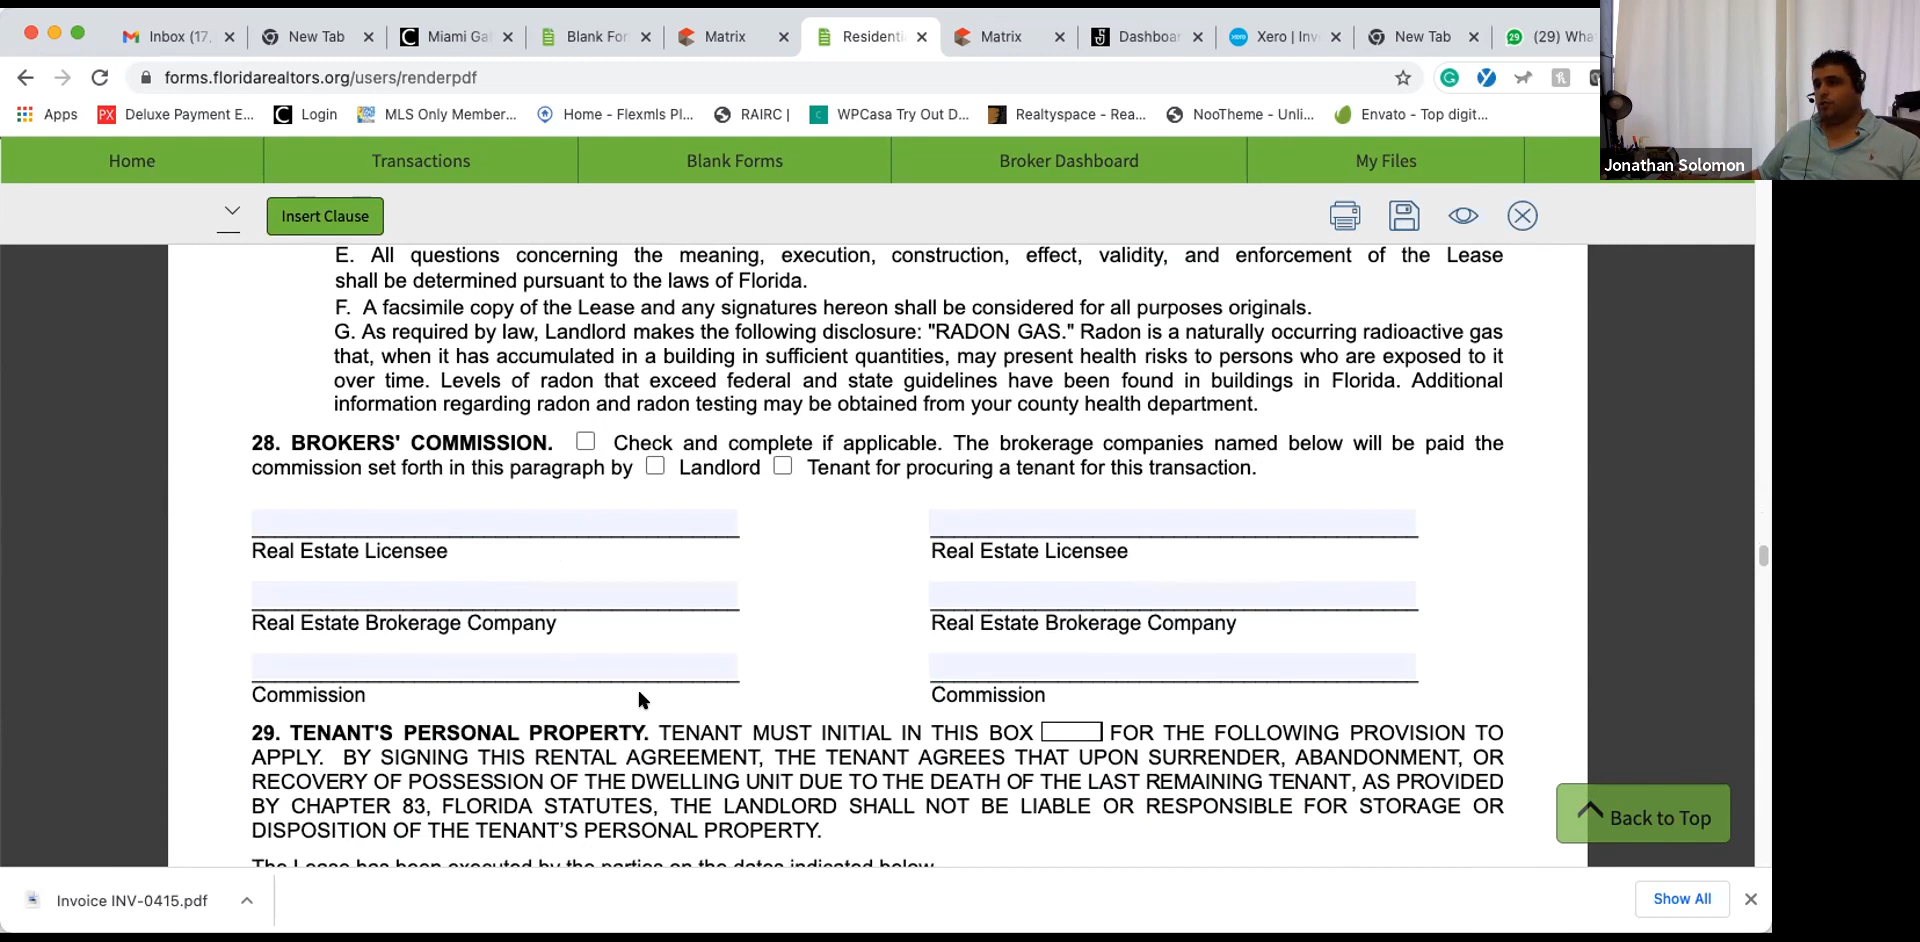 Inbox (17,
New Tab
Miami Ga
Blank For
Matrix
Residenti
Matrix
Dashboar
Xero | Inv
New Tab
(29) Wha
forms.floridarealtors.org/users/renderpdf
Apps
Deluxe Payment E...
Login
MLS Only Member...
Home - Flexmls Pl...
RAIRC |
WPCasa Try Out D...
Realtyspace - Rea...
NooTheme - Unli...
Envato - Top digit...
Jonathan Solomon
Home
Transactions
Blank Forms
Broker Dashboard
My Files
Insert Clause
E. All questions concerning the meaning, execution, construction, effect, validity, and enforcement of the Lease
shall be determined pursuant to the laws of Florida.
F. A facsimile copy of the Lease and any signatures hereon shall be considered for all purposes originals.
G. As required by law, Landlord makes the following disclosure: "RADON GAS." Radon is a naturally occurring radioactive gas
that, when it has accumulated in a building in sufficient quantities, may present health risks to persons who are exposed to it
over time. Levels of radon that exceed federal and state guidelines have been found in buildings in Florida. Additional
information regarding radon and radon testing may be obtained from your county health department.
28. BROKERS' COMMISSION. Check and complete if applicable. The brokerage companies named below will be paid the
commission set forth in this paragraph by Landlord Tenant for procuring a tenant for this transaction.
Real Estate Licensee
Real Estate Licensee
Real Estate Brokerage Company
Real Estate Brokerage Company
Commission
Commission
29. TENANT'S PERSONAL PROPERTY. TENANT MUST INITIAL IN THIS BOX FOR THE FOLLOWING PROVISION TO
APPLY. BY SIGNING THIS RENTAL AGREEMENT, THE TENANT AGREES THAT UPON SURRENDER, ABANDONMENT, OR
RECOVERY OF POSSESSION OF THE DWELLING UNIT DUE TO THE DEATH OF THE LAST REMAINING TENANT, AS PROVIDED
BY CHAPTER 83, FLORIDA STATUTES, THE LANDLORD SHALL NOT BE LIABLE OR RESPONSIBLE FOR STORAGE OR
DISPOSITION OF THE TENANT'S PERSONAL PROPERTY.
The Lease has been executed by the parties on the dates indicated below
Back to Top
Invoice INV-0415.pdf
Show All